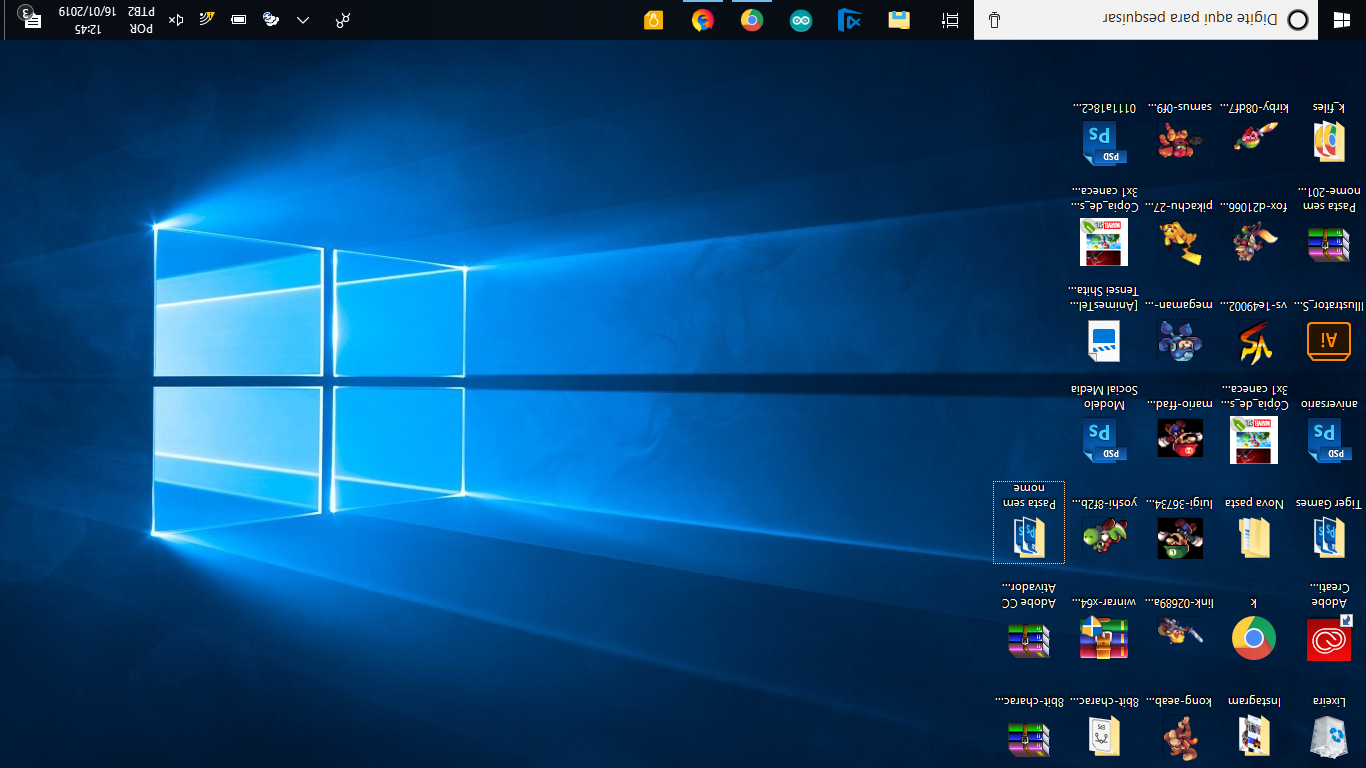 Lixeira
Instagram
kong-aeab...
8bit-charac...
8bit-charac...
Adobe
Creati...
k
link-02689a...
winrar-x64...
Adobe CC
Ativador...
Tiger Games
Nova pasta
luigi-36734...
yoshi-8f2b...
Pasta sem
nome
aniversario
Cópia_de_s...
3x1 caneca...
mario-ffad...
Modelo
Social Media
Illustrator_S...
vs-1e49002...
megaman-...
[AnimesTel...
Tensei Shita...
Pasta sem
nome-201...
fox-d21066...
pikachu-27...
Cópia_de_s...
3x1 caneca...
k_files
kirby-08df7...
samus-0f9...
0111a18c2...
Digite aqui para pesquisar
POR
PTB2
12:45
16/01/2019
3